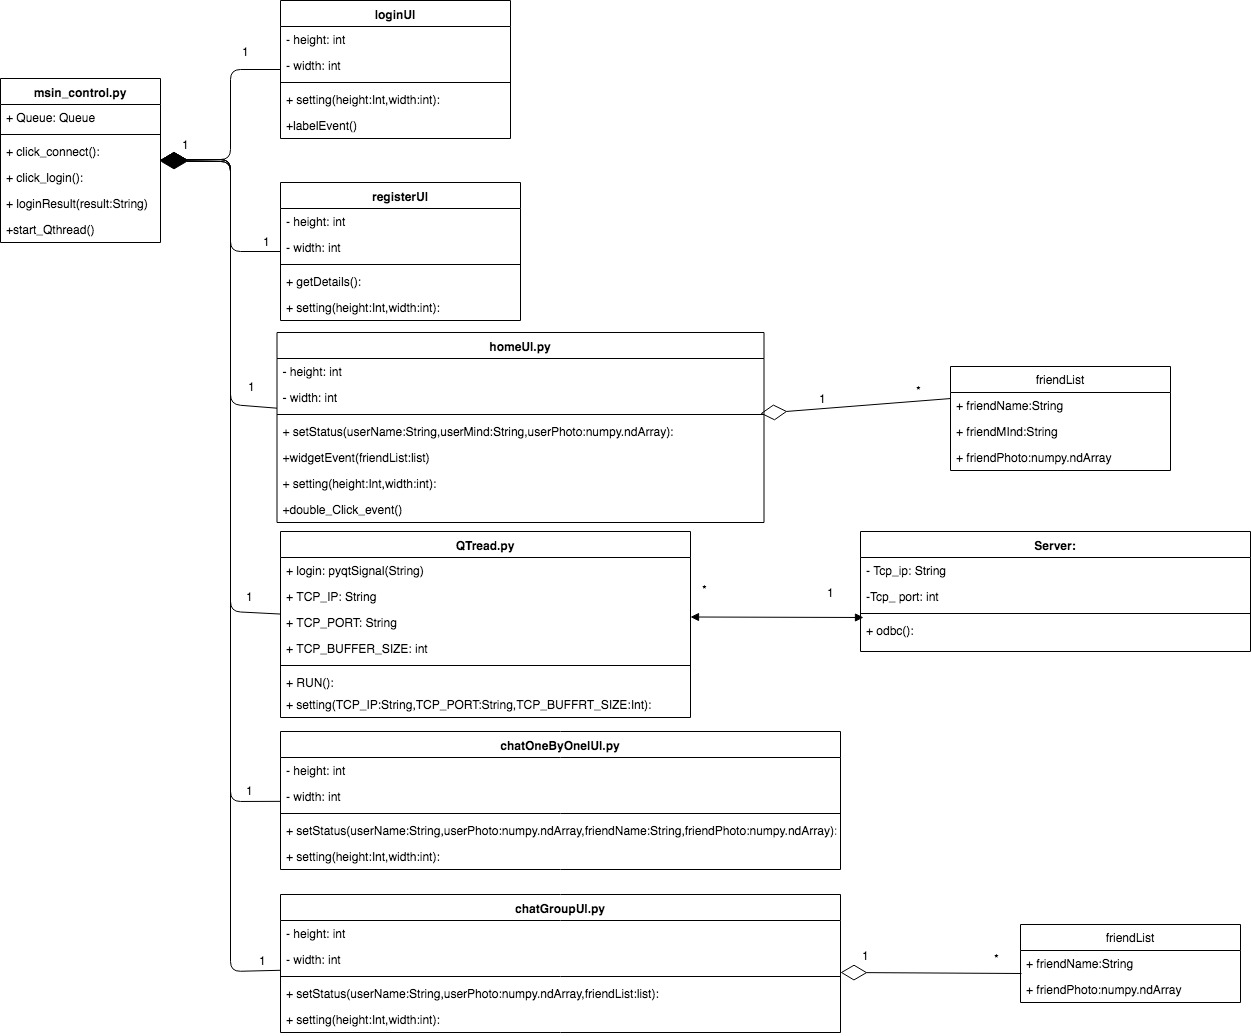 loginUI
- height: int
- width: int
+ setting(height:Int,width:int):
+labelEvent()
1
msin_control.py
+ Queue: Queue
+ click_connect():
+ click_login():
+ loginResult(result:String)
+start_Qthread()
1
registerUI
- height: int
- width: int
+ getDetails():
+ setting(height:Int,width:int):
1
homeUI.py
- height: int
- width: int
+ setStatus(userName:String,userMind:String,userPhoto:numpy.ndArray):
+widgetEvent(friendList:list)
+ setting(height:Int,width:int):
+double_Click_event()
1
1
*
friendList
+ friendName:String
+ friendMInd:String
+ friendPhoto:numpy.ndArray
QTread.py
+ login: pyqtSignal(String)
+ TCP_IP: String
+ TCP_PORT: String
+ TCP_BUFFER_SIZE: int
+ RUN():
+ setting(TCP_IP:String,TCP_PORT:String,TCP_BUFFRT_SIZE:Int):
1
*
1
Server:
- Tcp_ip: String
-Tcp_ port: int
+ odbc():
chatOneByOneIUI.py
- height: int
- width: int
+ setStatus(userName:String,userPhoto:numpy.ndArray,friendName:String,friendPhoto:numpy.ndArray):
+ setting(height:Int,width:int):
1
chatGroupUI.py
- height: int
- width: int
+ setStatus(userName:String,userPhoto:numpy.ndArray,friendList:list):
+ setting(height:Int,width:int):
1
1
*
friendList
+ friendName:String
+ friendPhoto:numpy.ndArray